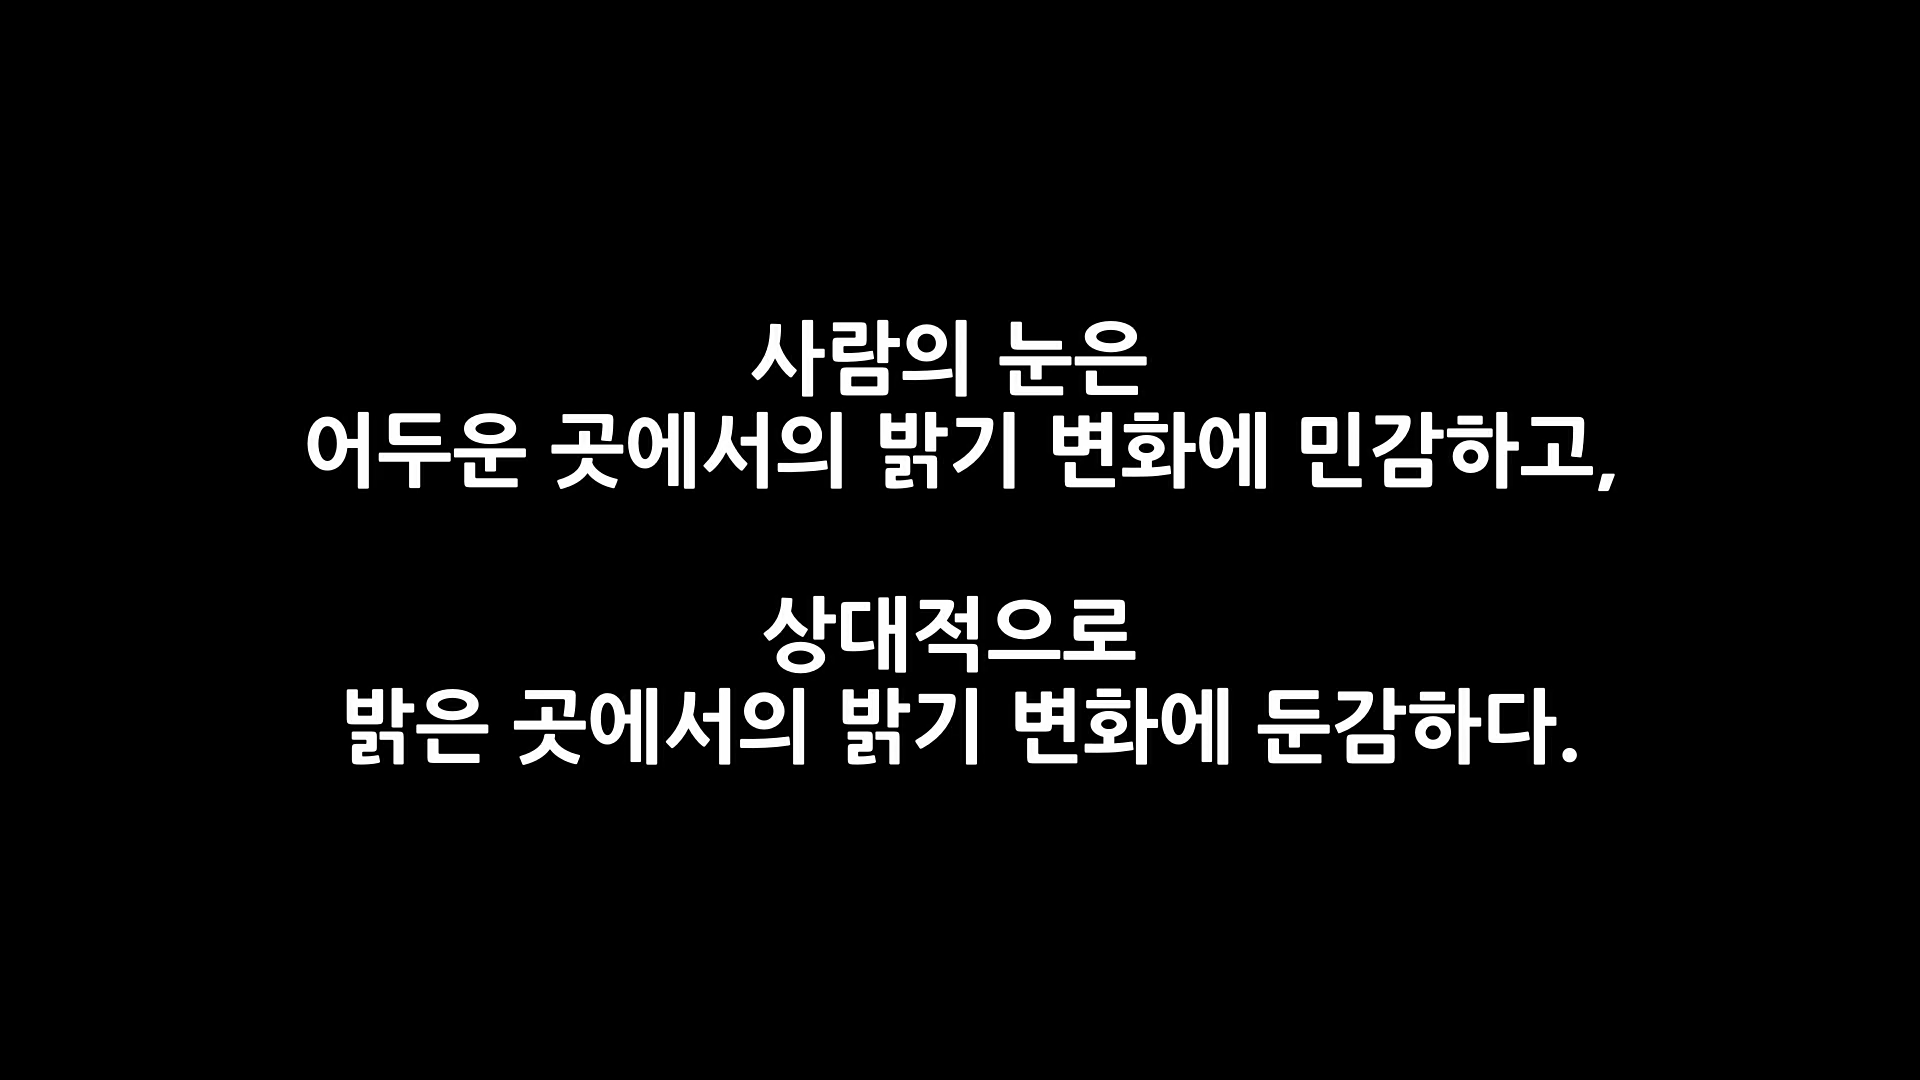 사람의 눈은
어두운 곳에서의 밝기 변화에 민감하고,
상대적으로
밝은 곳에서의 밝기 변화에 둔감하다.